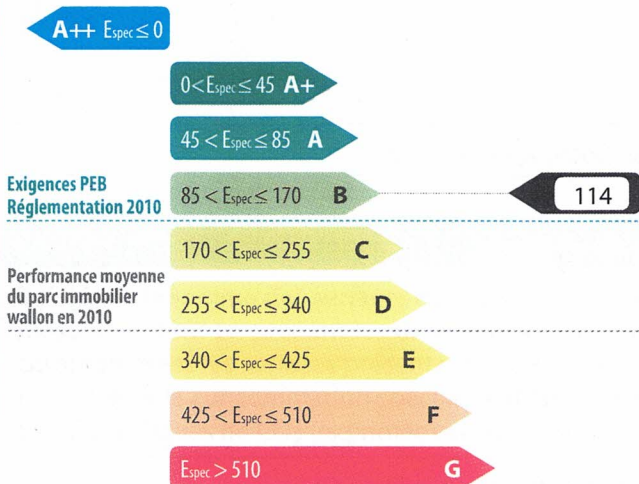 A++ Espec ≤ 0
0 < Espec ≤ 45 A+
45 < Espec ≤ 85 A
Exigences PEB
Réglementation 2010
85 < Espec ≤ 170 B
114
170 < Espec ≤ 255 C
Performance moyenne
du parc immobilier
wallon en 2010
255 < Espec ≤ 340 D
340 < Espec ≤ 425 E
425 < Espec ≤ 510 F
Espec > 510 G